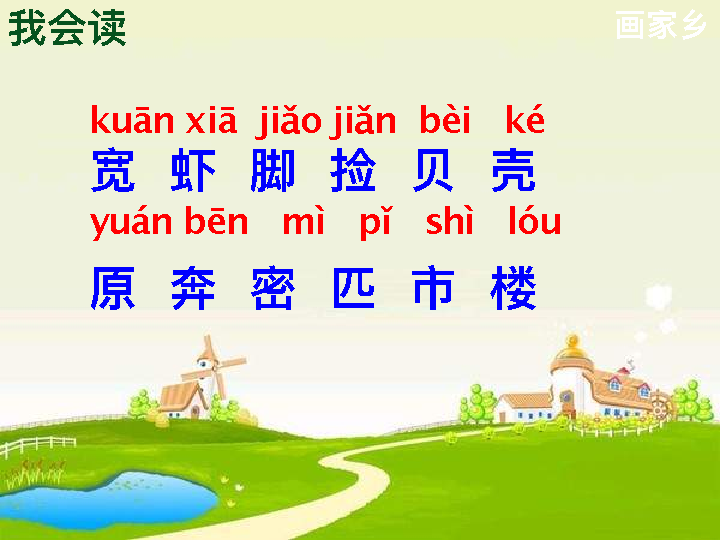 我会读
画家乡
kuān xiā jiǎo jiǎn bèi ké
宽 虾 脚 捡 贝 壳
yuán bēn mì pǐ shì lóu
原 奔 密 匹 市 楼